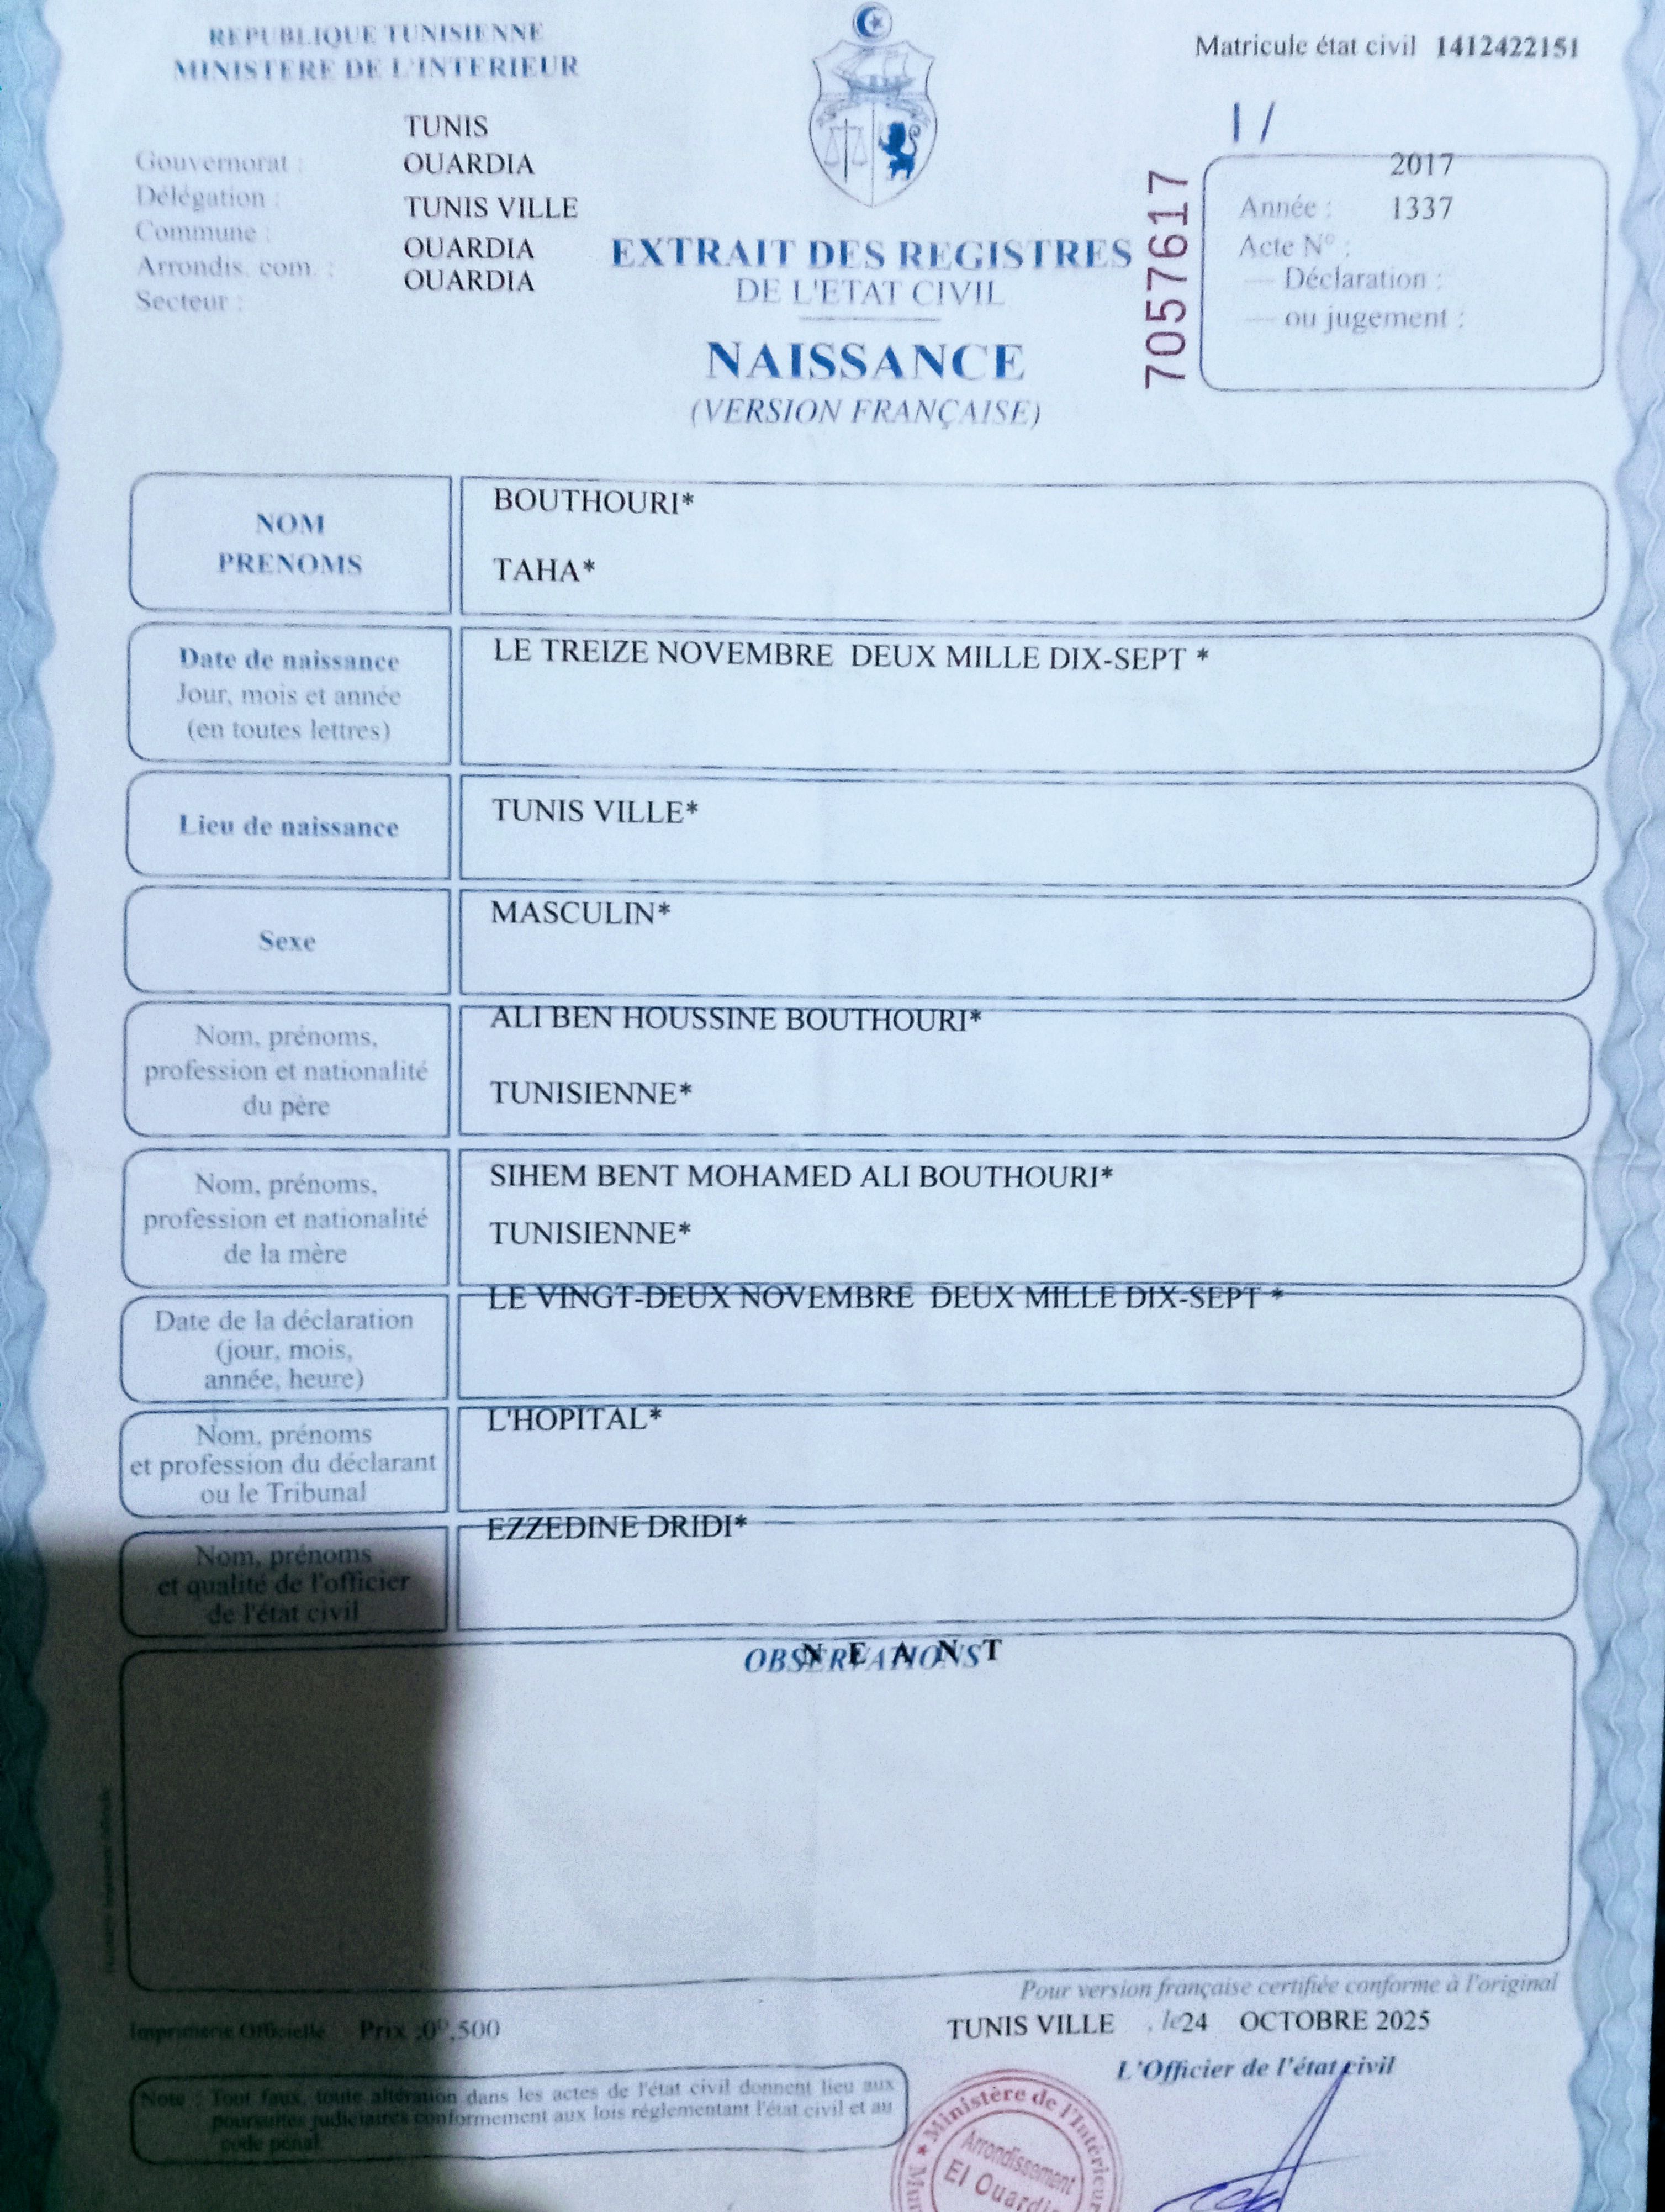 REPUBLIQUE TUNISIENNE
MINISTERE DE L'INTERIEUR
Matricule état civil 1412422151
1 /
TUNIS
Gouvernorat :
OUARDIA
Délégation :
TUNIS VILLE
Commune :
OUARDIA
Arrondis. com. :
OUARDIA
Secteur :
EXTRAIT DES REGISTRES
DE L'ETAT CIVIL
NAISSANCE
(VERSION FRANÇAISE)
7057617
2017
Année :
1337
Acte N° :
— Déclaration :
— ou jugement :
NOM
PRENOMS
BOUTHOURI*
TAHA*
Date de naissance
Jour, mois et année
(en toutes lettres)
LE TREIZE NOVEMBRE DEUX MILLE DIX-SEPT *
Lieu de naissance
TUNIS VILLE*
Sexe
MASCULIN*
Nom, prénoms,
profession et nationalité
du père
ALI BEN HOUSSINE BOUTHOURI*
TUNISIENNE*
Nom, prénoms,
profession et nationalité
de la mère
SIHEM BENT MOHAMED ALI BOUTHOURI*
TUNISIENNE*
Date de la déclaration
(jour, mois,
année, heure)
LE VINGT-DEUX NOVEMBRE DEUX MILLE DIX-SEPT *
Nom, prénoms
et profession du déclarant
ou le Tribunal
L'HOPITAL*
Nom, prénoms
et qualité de l'officier
de l'état civil
EZZEDINE DRIDI*
OBSERVATIONS
N E A N T
Pour version française certifiée conforme à l'original
Imprimerie Officielle Prix :0ᴰ,500
TUNIS VILLE , le 24 OCTOBRE 2025
L'Officier de l'état civil
Note : Tout faux, toute altération dans les actes de l'état civil donnent lieu aux
poursuites judiciaires conformement aux lois réglementant l'état civil et au
code pénal.
★ Ministère de l'Intérieur
Arrondissement
El Ouardia